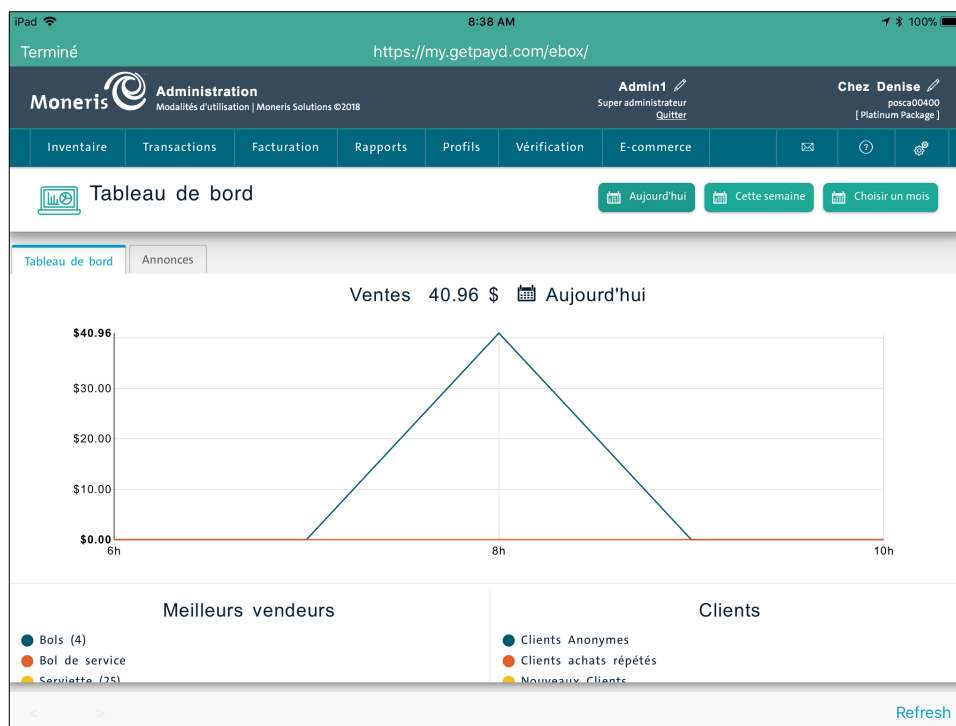 iPad 8:38 AM 100%
Terminé https://my.getpayd.com/ebox/
Moneris Administration
Modalités d'utilisation | Moneris Solutions ©2018
Admin1
Super administrateur
Quitter
Chez Denise
posca00400
[ Platinum Package ]
Inventaire Transactions Facturation Rapports Profils Vérification E-commerce ?
Tableau de bord
Aujourd'hui Cette semaine Choisir un mois
Tableau de bord Annonces
Ventes 40.96 $ Aujourd'hui
$40.96
$30.00
$20.00
$10.00
$0.00
6h 8h 10h
Meilleurs vendeurs
Bols (4)
Bol de service
Serviette (25)
Clients
Clients Anonymes
Clients achats répétés
Nouveaux Clients
< > Refresh